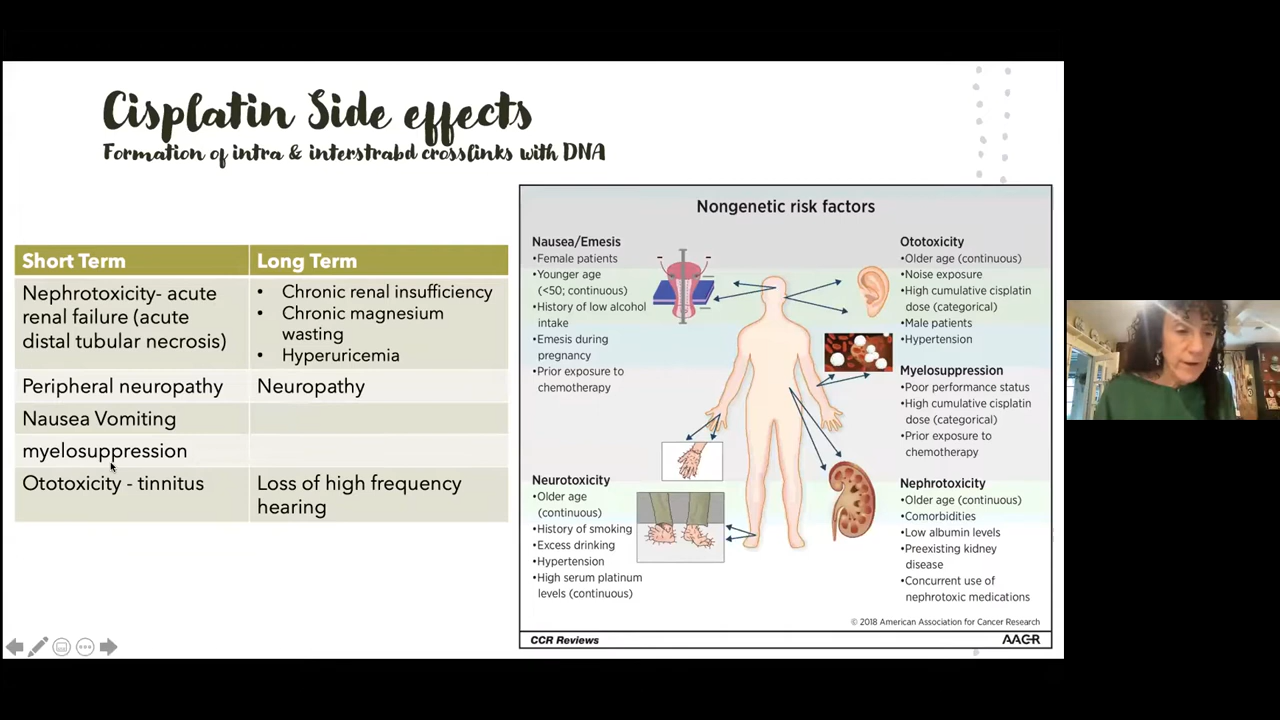 Cisplatin Side effects
Formation of intra & interstrabd crosslinks with DNA
Short Term
Long Term
Nephrotoxicity- acute
renal failure (acute
distal tubular necrosis)
• Chronic renal insufficiency
• Chronic magnesium
wasting
• Hyperuricemia
Peripheral neuropathy
Neuropathy
Nausea Vomiting
myelosuppression
Ototoxicity - tinnitus
Loss of high frequency
hearing
Nongenetic risk factors
Nausea/Emesis
•Female patients
•Younger age
(<50; continuous)
•History of low alcohol
intake
•Emesis during
pregnancy
•Prior exposure to
chemotherapy
Neurotoxicity
•Older age
(continuous)
•History of smoking
•Excess drinking
•Hypertension
•High serum platinum
levels (continuous)
Ototoxicity
•Older age (continuous)
•Noise exposure
•High cumulative cisplatin
dose (categorical)
•Male patients
•Hypertension
Myelosuppression
•Poor performance status
•High cumulative cisplatin
dose (categorical)
•Prior exposure to
chemotherapy
Nephrotoxicity
•Older age (continuous)
•Comorbidities
•Low albumin levels
•Preexisting kidney
disease
•Concurrent use of
nephrotoxic medications
© 2018 American Association for Cancer Research
CCR Reviews
AACR